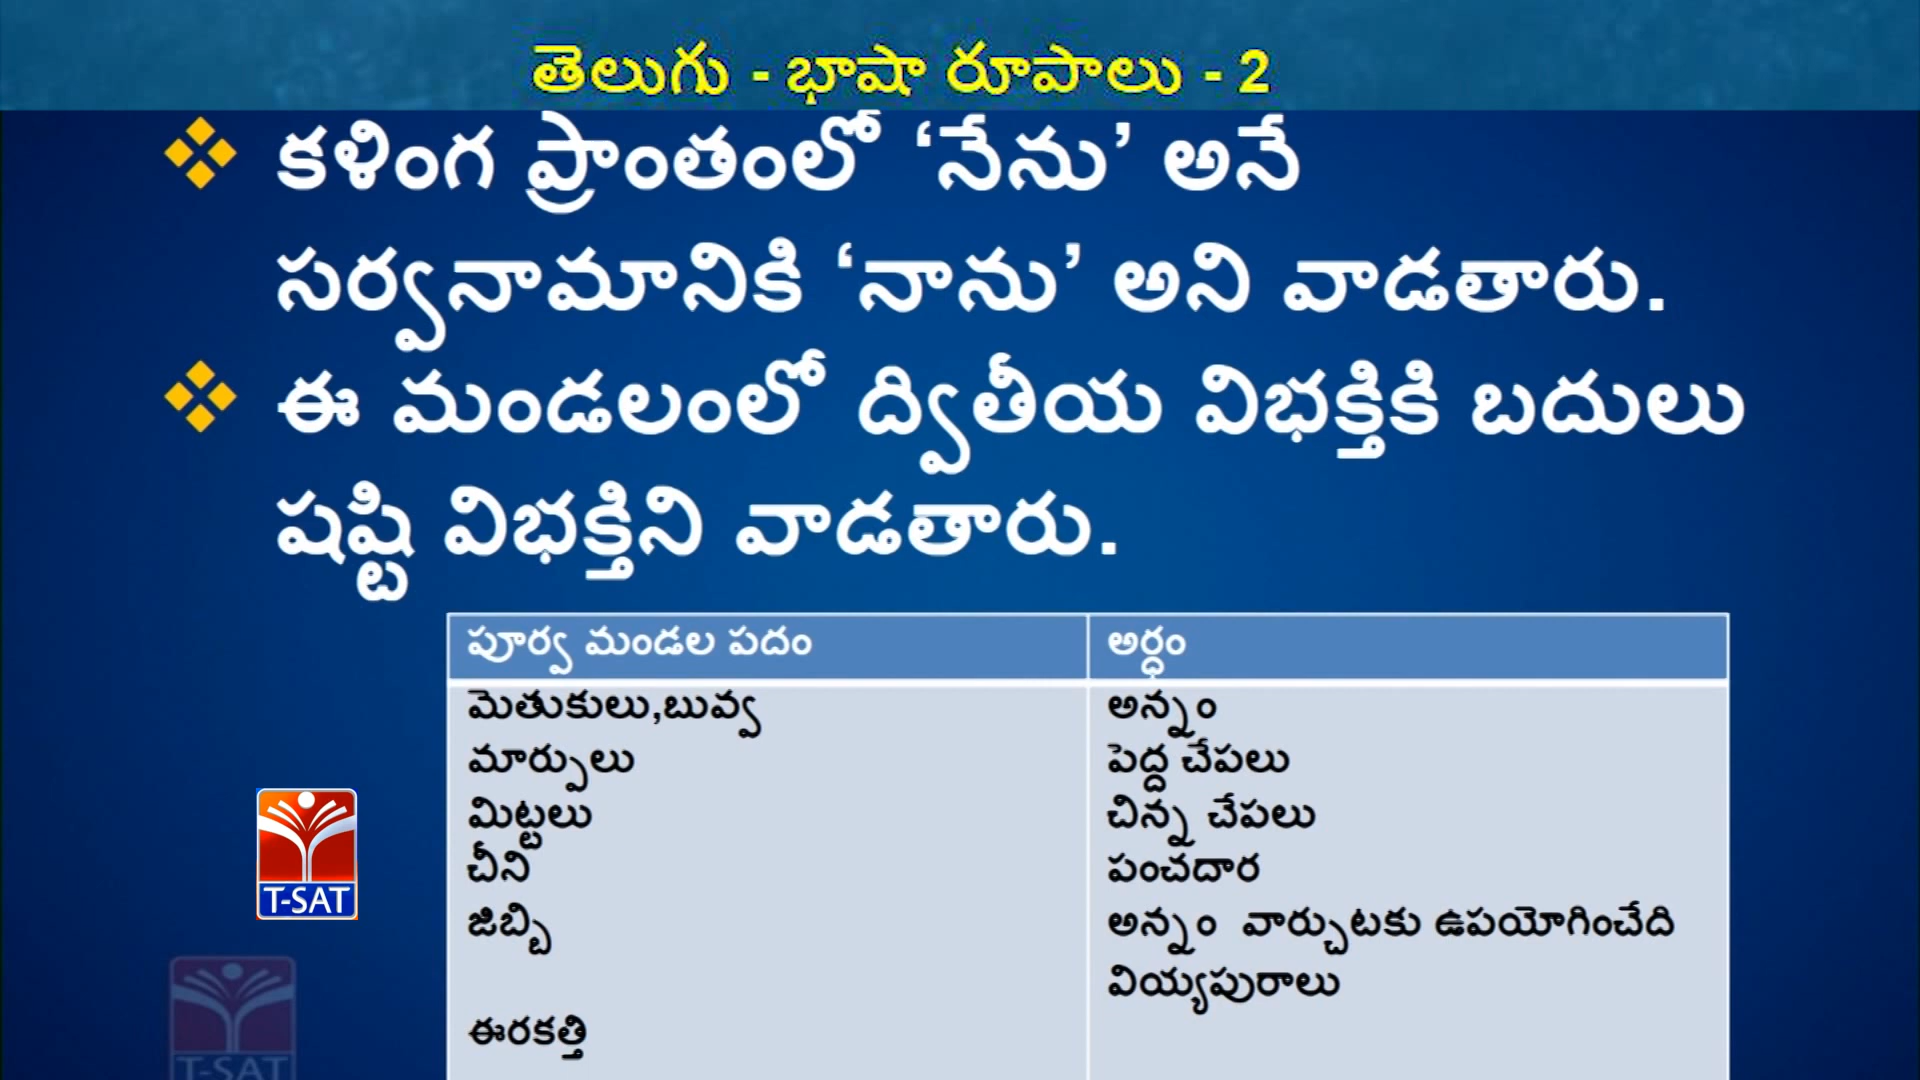 తెలుగు - భాషా రూపాలు - 2
కళింగ ప్రాంతంలో ‘నేను’ అనే
సర్వనామానికి ‘నాను’ అని వాడతారు.
ఈ మండలంలో ద్వితీయ విభక్తికి బదులు
షష్టి విభక్తిని వాడతారు.
పూర్వ మండల పదం అర్ధం
మెతుకులు,బువ్వ అన్నం
మార్పులు పెద్ద చేపలు
మిట్టలు చిన్న చేపలు
చీని పంచదార
జిబ్బి అన్నం వార్చుటకు ఉపయోగించేది
వియ్యపురాలు
ఈరకత్తి
T-SAT
T-SAT